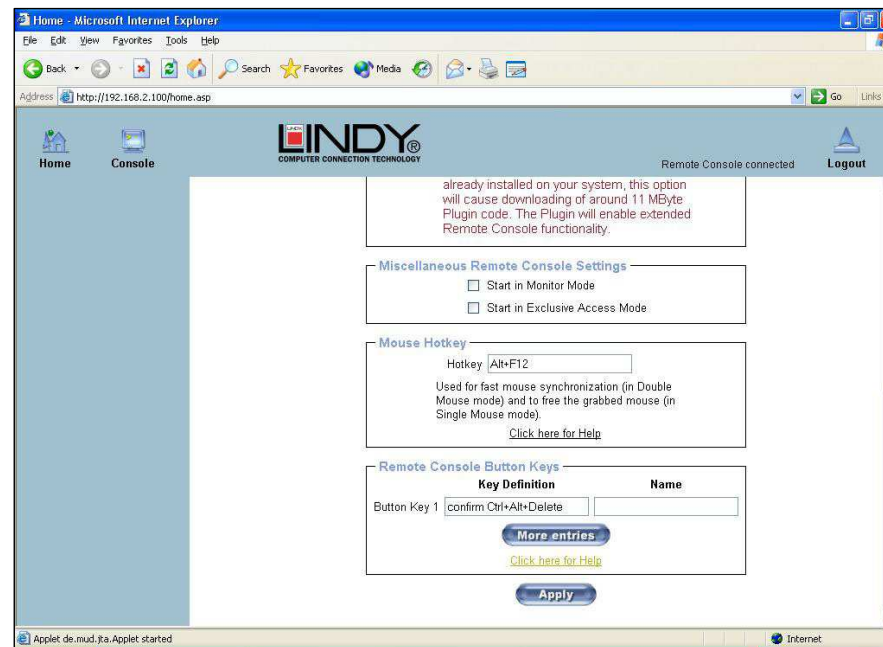 Home - Microsoft Internet Explorer
File Edit View Favorites Tools Help
Back Search Favorites Media
Address http://192.168.2.100/home.asp Go Links
LINDY®
COMPUTER CONNECTION TECHNOLOGY
Home Console Remote Console connected Logout
already installed on your system, this option
will cause downloading of around 11 MByte
Plugin code. The Plugin will enable extended
Remote Console functionality.
Miscellaneous Remote Console Settings
Start in Monitor Mode
Start in Exclusive Access Mode
Mouse Hotkey
Hotkey Alt+F12
Used for fast mouse synchronization (in Double
Mouse mode) and to free the grabbed mouse (in
Single Mouse mode).
Click here for Help
Remote Console Button Keys
Key Definition Name
Button Key 1 confirm Ctrl+Alt+Delete
More entries
Click here for Help
Apply
Applet de.mud.jta.Applet started Internet